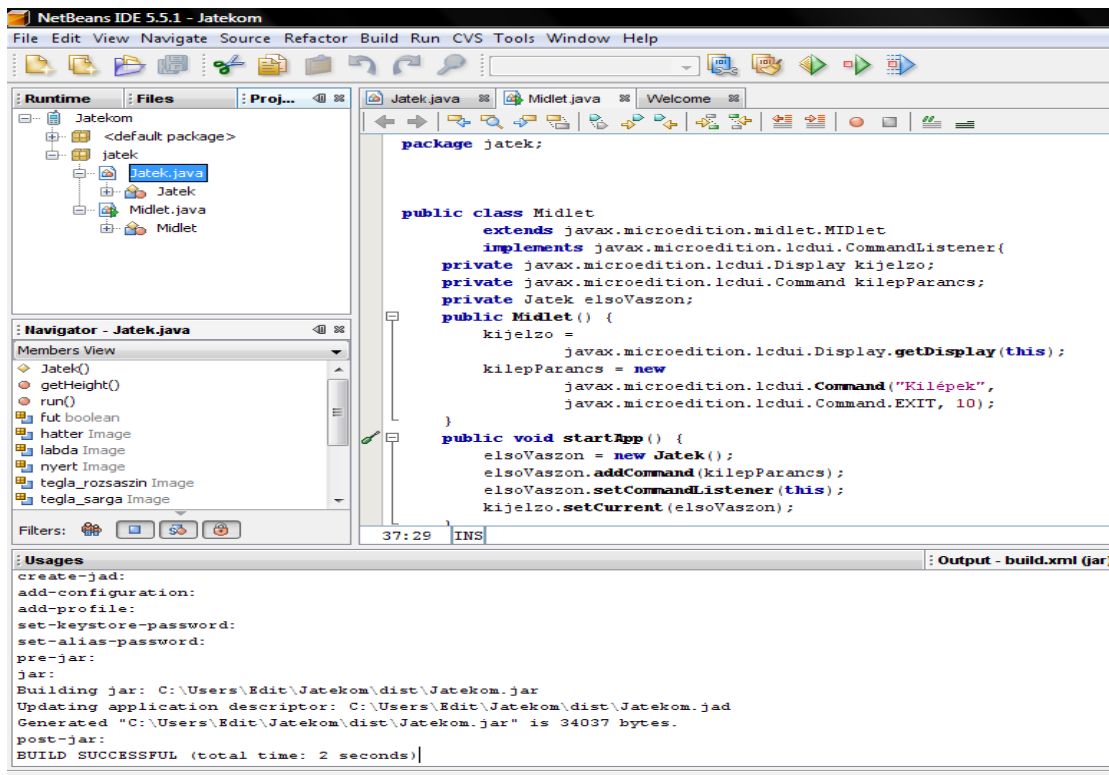 NetBeans IDE 5.5.1 - Jatekom
File Edit View Navigate Source Refactor Build Run CVS Tools Window Help
Runtime Files Proj...
Jatekom
<default package>
jatek
Jatek.java
Jatek
Midlet.java
Midlet
Navigator - Jatek.java
Members View
Jatek()
getHeight()
run()
fut boolean
hatter Image
labda Image
nyert Image
tegla_rozsaszin Image
tegla_sarga Image
Filters:
Jatek.java Midlet.java Welcome
package jatek;
public class Midlet
extends javax.microedition.midlet.MIDlet
implements javax.microedition.lcdui.CommandListener{
private javax.microedition.lcdui.Display kijelzo;
private javax.microedition.lcdui.Command kilepParancs;
private Jatek elsoVaszon;
public Midlet() {
kijelzo =
javax.microedition.lcdui.Display.getDisplay(this);
kilepParancs = new
javax.microedition.lcdui.Command("Kilépek",
javax.microedition.lcdui.Command.EXIT, 10);
}
public void startApp() {
elsoVaszon = new Jatek();
elsoVaszon.addCommand(kilepParancs);
elsoVaszon.setCommandListener(this);
kijelzo.setCurrent(elsoVaszon);
}
37:29 INS
Usages Output - build.xml (jar)
create-jad:
add-configuration:
add-profile:
set-keystore-password:
set-alias-password:
pre-jar:
jar:
Building jar: C:\Users\Edit\Jatekom\dist\Jatekom.jar
Updating application descriptor: C:\Users\Edit\Jatekom\dist\Jatekom.jad
Generated "C:\Users\Edit\Jatekom\dist\Jatekom.jar" is 34037 bytes.
post-jar:
BUILD SUCCESSFUL (total time: 2 seconds)